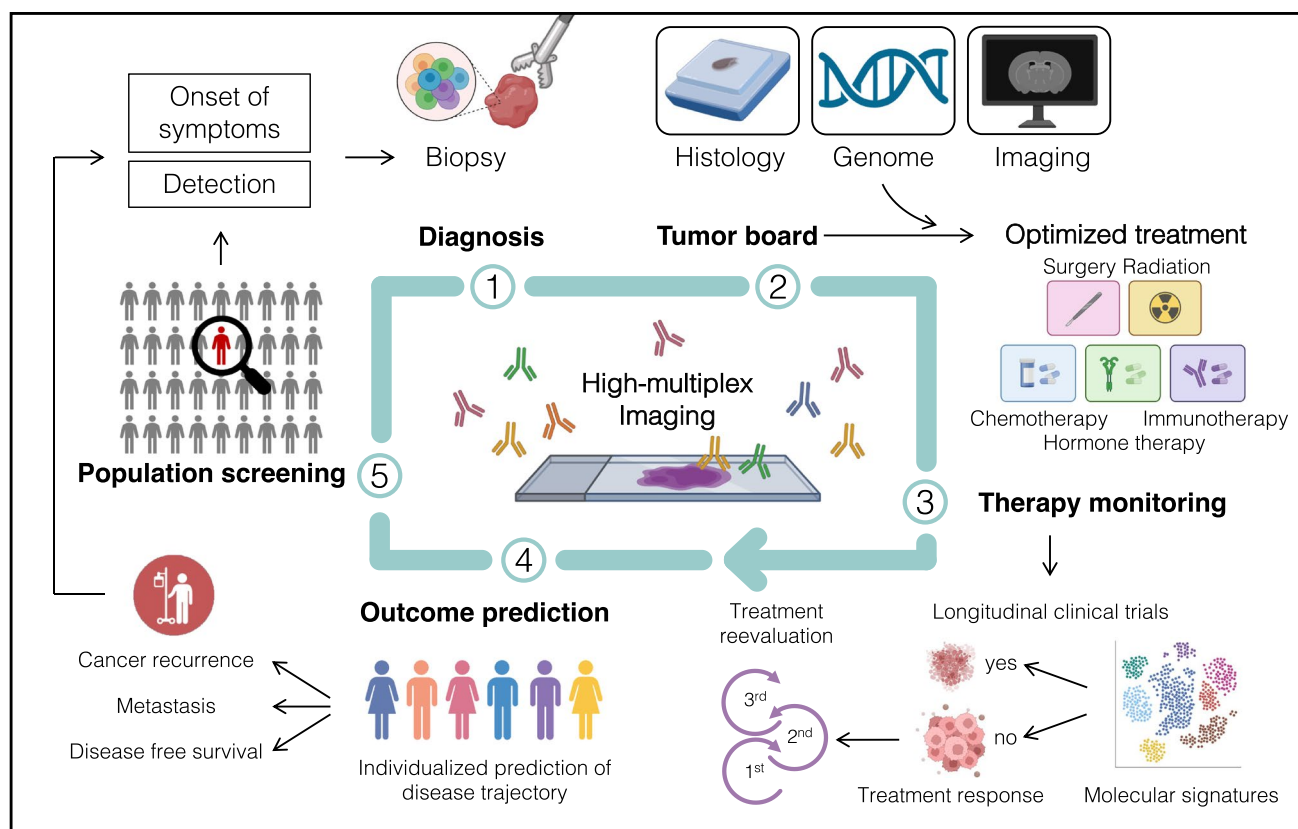 Onset of
symptoms
Detection
Biopsy
Histology
Genome
Imaging
Diagnosis
1
Tumor board
2
Optimized treatment
Surgery Radiation
Chemotherapy
Immunotherapy
Hormone therapy
High-multiplex
Imaging
Population screening
5
3
Therapy monitoring
4
Outcome prediction
Treatment
reevaluation
Longitudinal clinical trials
yes
no
3rd
2nd
1st
Treatment response
Molecular signatures
Cancer recurrence
Metastasis
Disease free survival
Individualized prediction of
disease trajectory